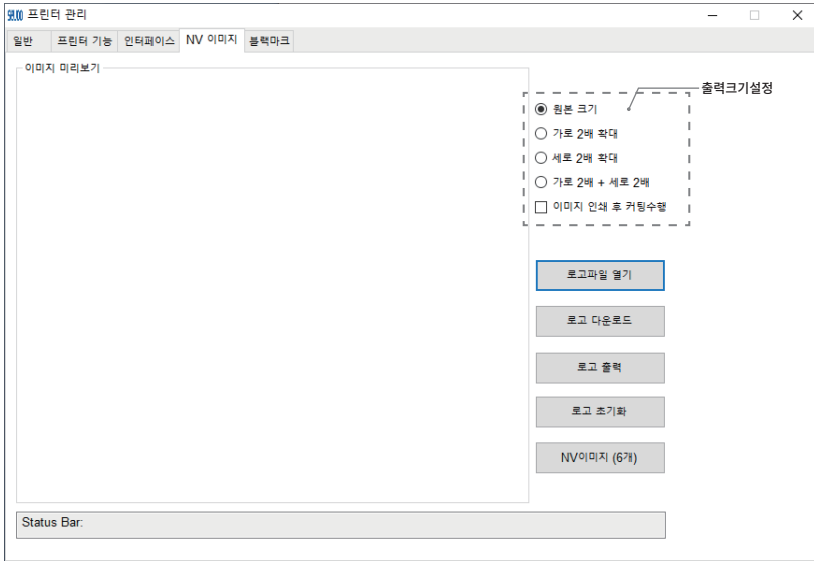 프린터 관리
일반 프린터 기능 인터페이스 NV 이미지 블랙마크
이미지 미리보기
출력크기설정
원본 크기
가로 2배 확대
세로 2배 확대
가로 2배 + 세로 2배
이미지 인쇄 후 커팅수행
로고파일 열기
로고 다운로드
로고 출력
로고 초기화
NV이미지 (6개)
Status Bar: